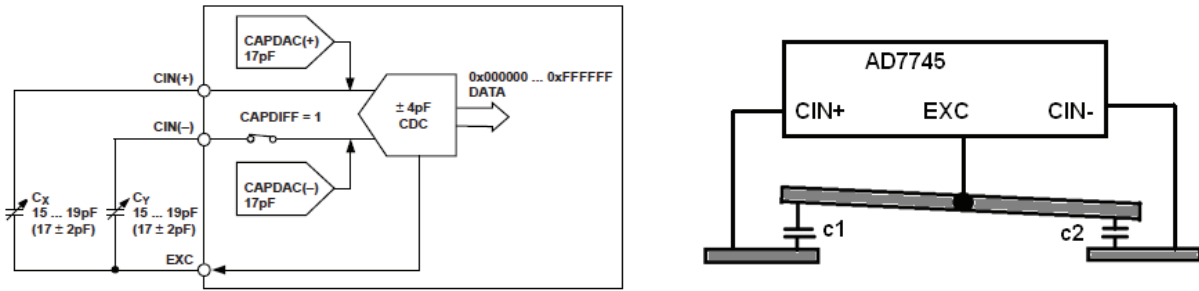 CAPDAC(+)
17pF
0x000000 ... 0xFFFFFF
DATA
CIN(+)
± 4pF
CDC
CIN(–)
CAPDIFF = 1
CAPDAC(–)
17pF
CX
15 ... 19pF
(17 ± 2pF)
CY
15 ... 19pF
(17 ± 2pF)
EXC
AD7745
CIN+ EXC CIN-
c1
c2